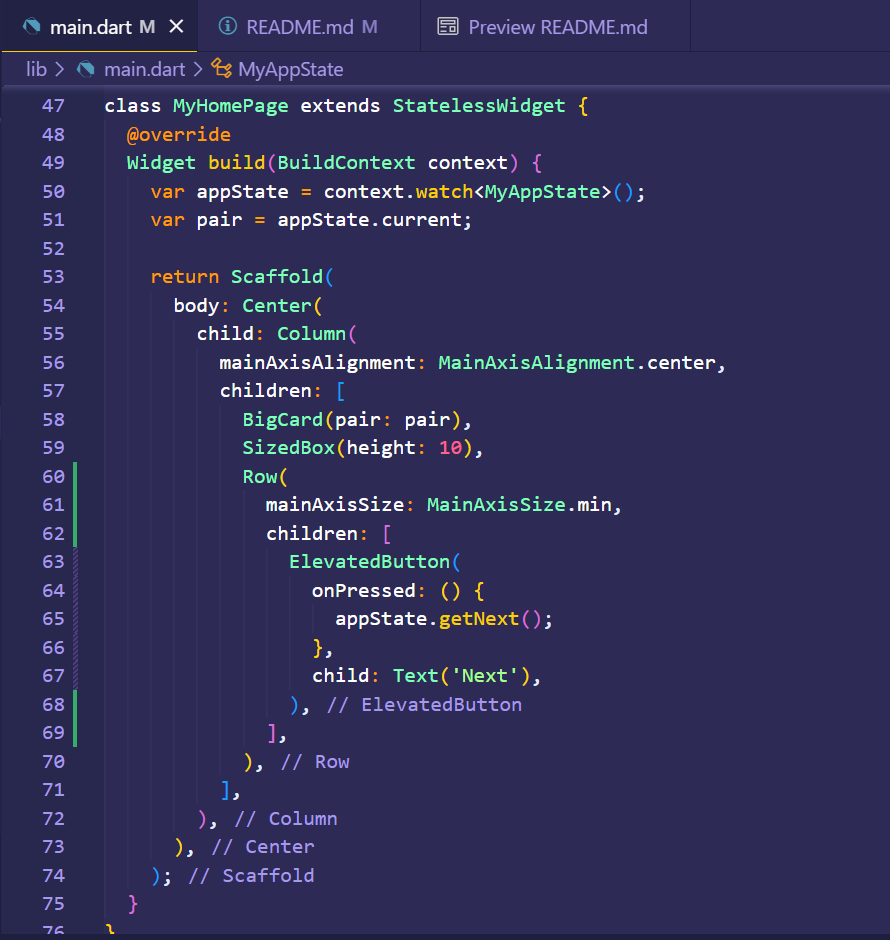 main.dart M README.md M Preview README.md
lib > main.dart > MyAppState
47 class MyHomePage extends StatelessWidget {
48   @override
49   Widget build(BuildContext context) {
50     var appState = context.watch<MyAppState>();
51     var pair = appState.current;
52
53     return Scaffold(
54       body: Center(
55         child: Column(
56           mainAxisAlignment: MainAxisAlignment.center,
57           children: [
58             BigCard(pair: pair),
59             SizedBox(height: 10),
60             Row(
61               mainAxisSize: MainAxisSize.min,
62               children: [
63                 ElevatedButton(
64                   onPressed: () {
65                     appState.getNext();
66                   },
67                   child: Text('Next'),
68                 ), // ElevatedButton
69               ],
70             ), // Row
71           ],
72         ), // Column
73       ), // Center
74     ); // Scaffold
75   }
76 }